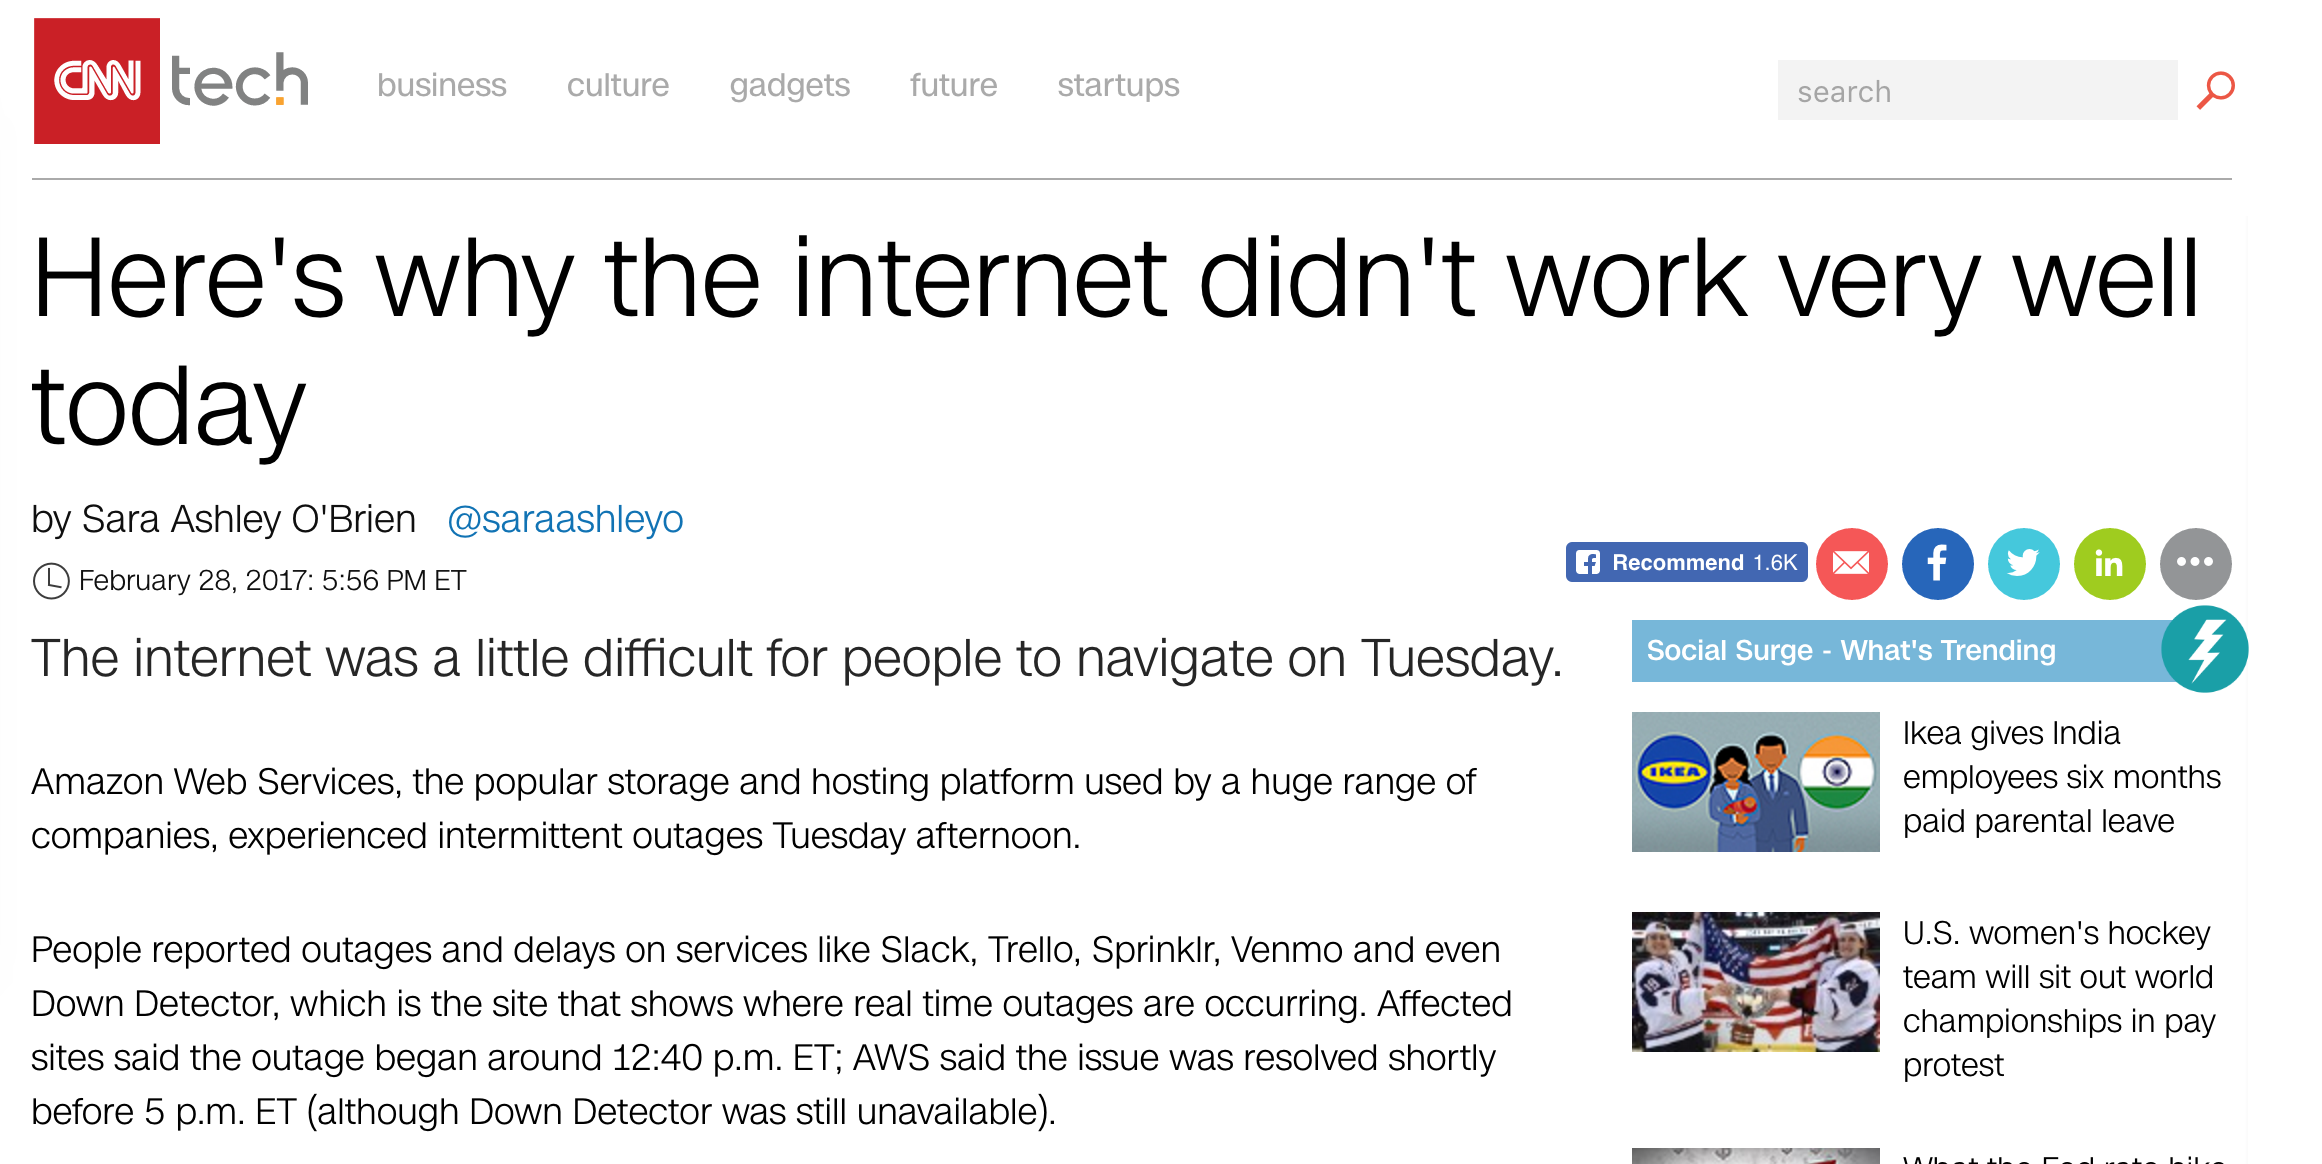 CNN tech business culture gadgets future startups search
Here's why the internet didn't work very well
today
by Sara Ashley O'Brien @saraashleyo
February 28, 2017: 5:56 PM ET
Recommend 1.6K
The internet was a little difficult for people to navigate on Tuesday.
Amazon Web Services, the popular storage and hosting platform used by a huge range of
companies, experienced intermittent outages Tuesday afternoon.
People reported outages and delays on services like Slack, Trello, Sprinklr, Venmo and even
Down Detector, which is the site that shows where real time outages are occurring. Affected
sites said the outage began around 12:40 p.m. ET; AWS said the issue was resolved shortly
before 5 p.m. ET (although Down Detector was still unavailable).
Social Surge - What's Trending
IKEA
Ikea gives India
employees six months
paid parental leave
U.S. women's hockey
team will sit out world
championships in pay
protest
What the Fed rate hike